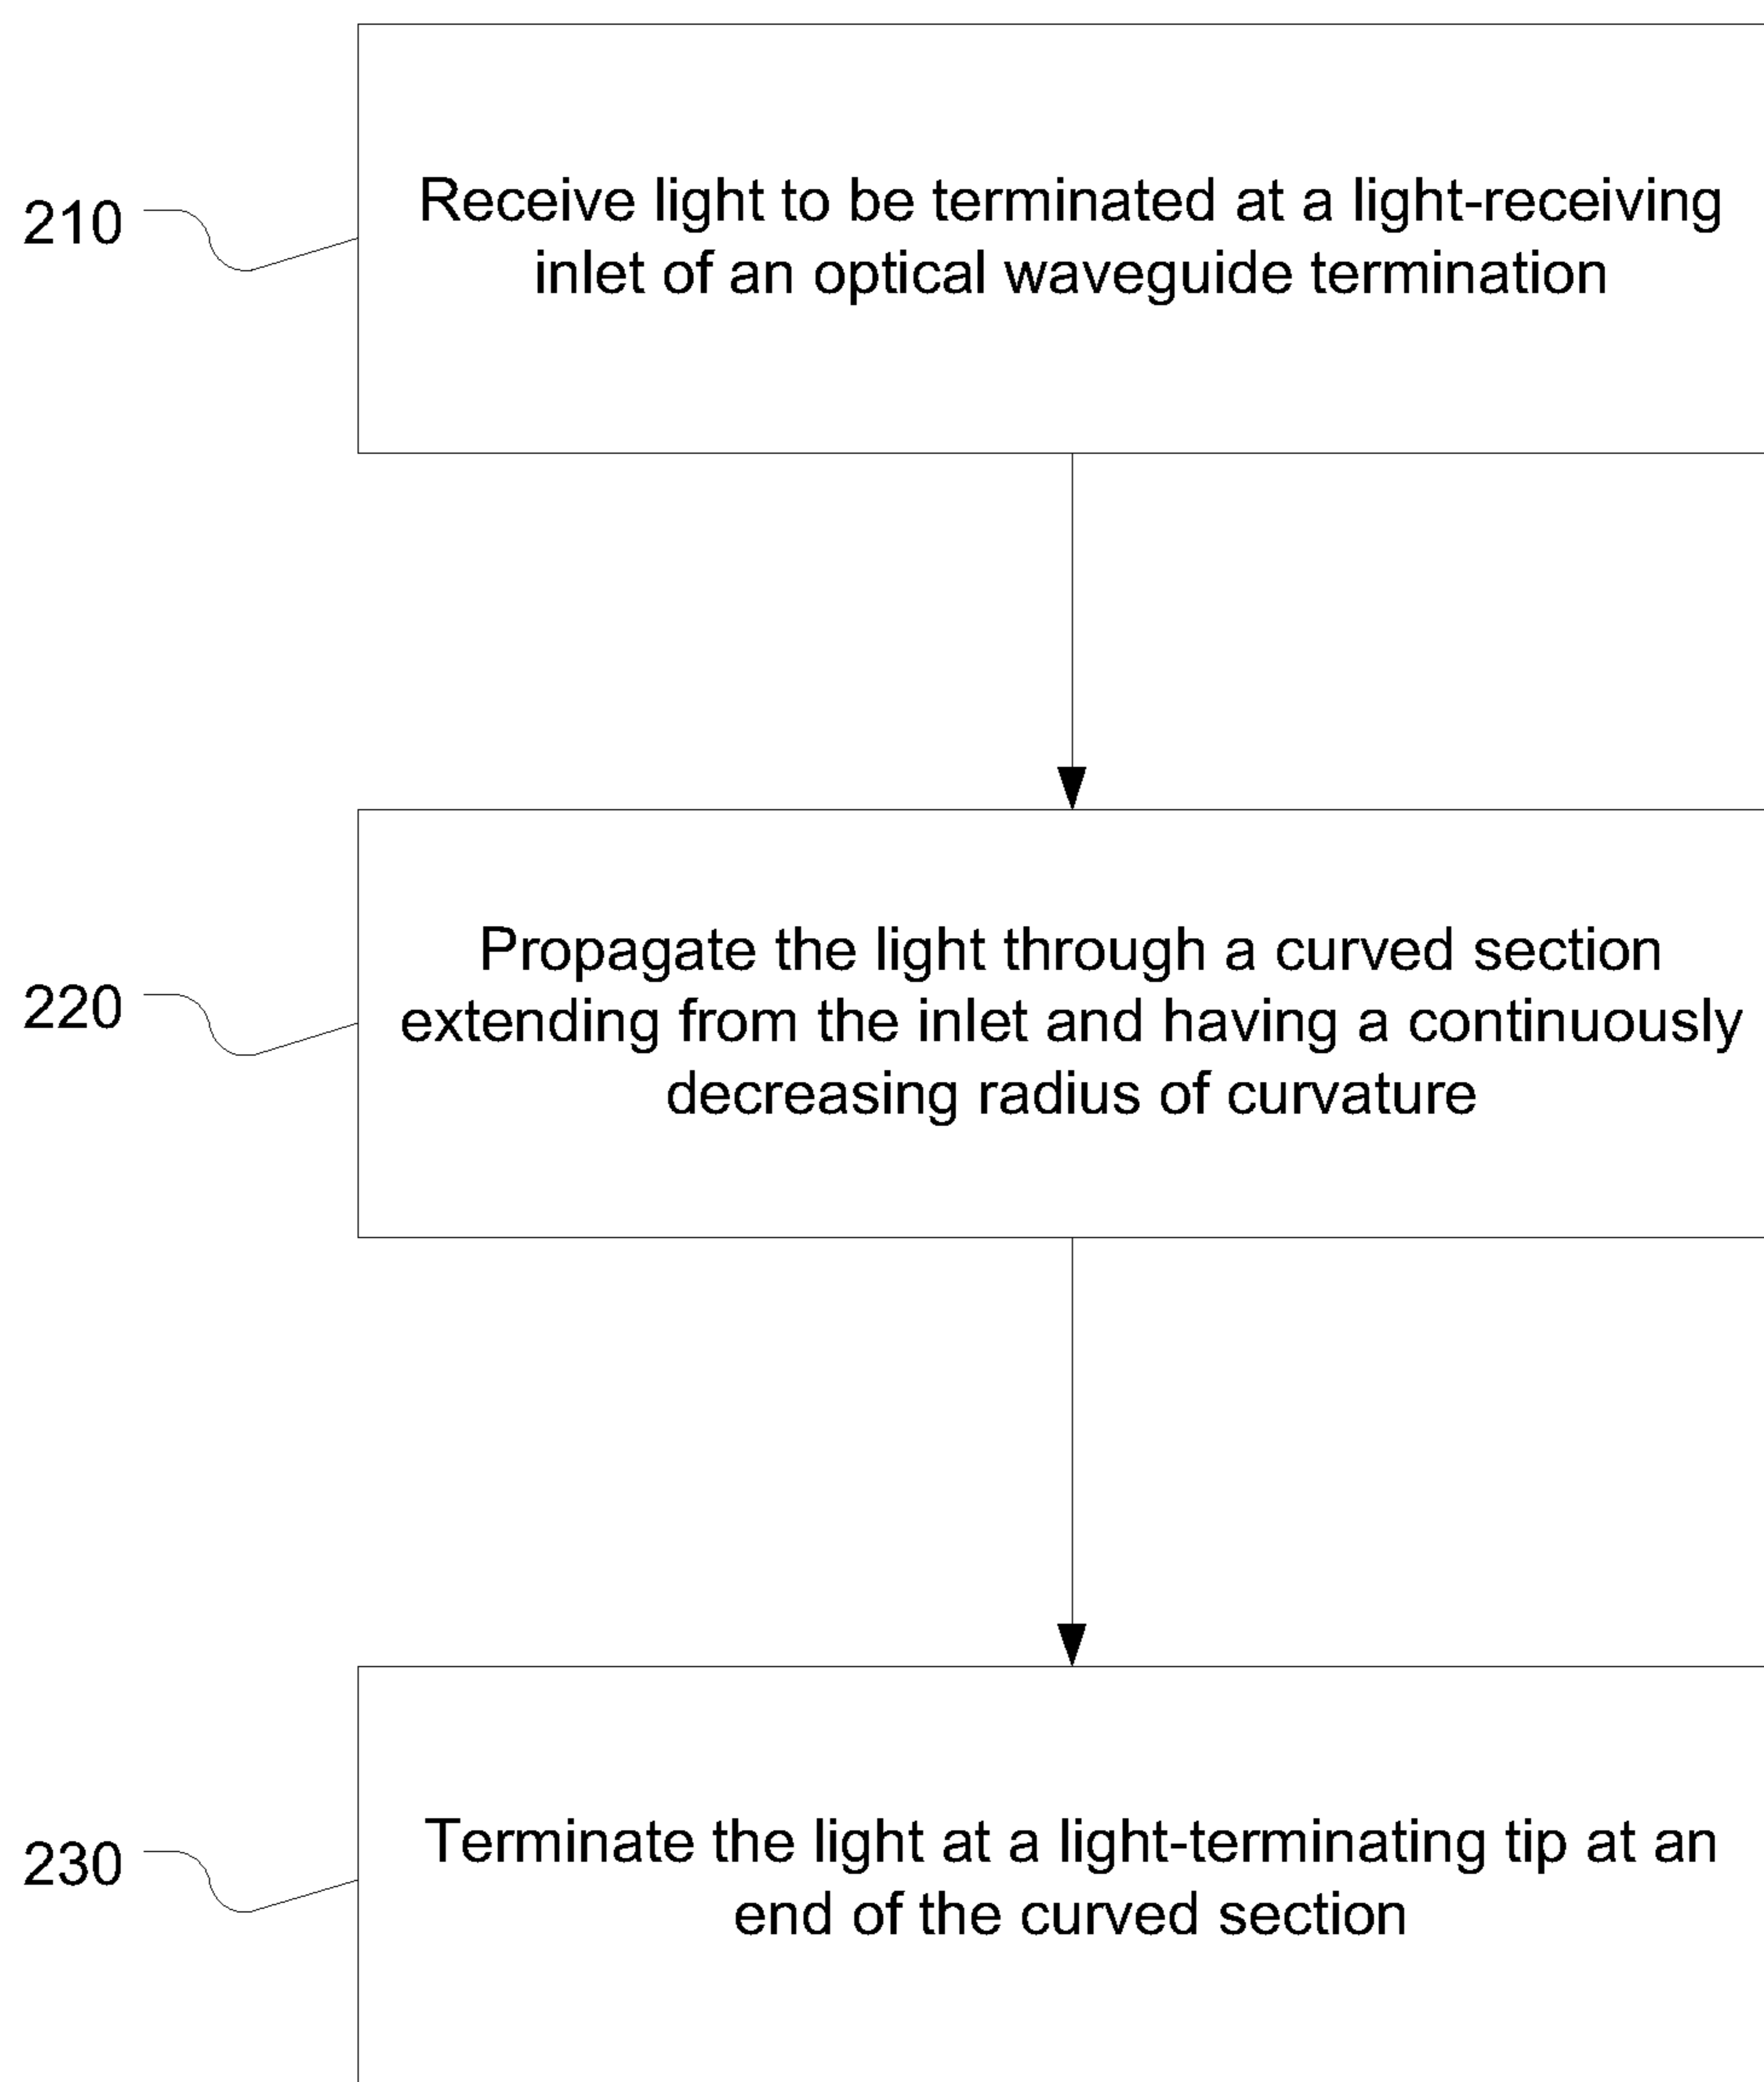 210
Receive light to be terminated at a light-receiving
inlet of an optical waveguide termination
220
Propagate the light through a curved section
extending from the inlet and having a continuously
decreasing radius of curvature
230
Terminate the light at a light-terminating tip at an
end of the curved section